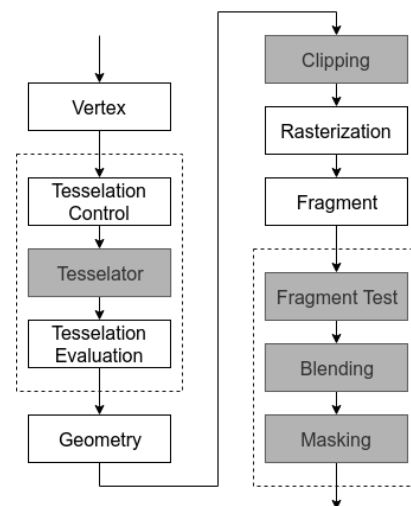 Vertex
Tesselation
Control
Tesselator
Tesselation
Evaluation
Geometry
Clipping
Rasterization
Fragment
Fragment Test
Blending
Masking